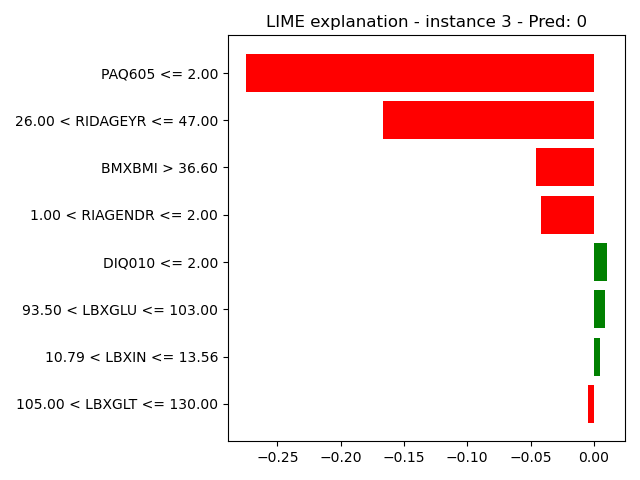 LIME explanation - instance 3 - Pred: 0
PAQ605 <= 2.00
26.00 < RIDAGEYR <= 47.00
BMXBMI > 36.60
1.00 < RIAGENDR <= 2.00
DIQ010 <= 2.00
93.50 < LBXGLU <= 103.00
10.79 < LBXIN <= 13.56
105.00 < LBXGLT <= 130.00
−0.25 −0.20 −0.15 −0.10 −0.05 0.00